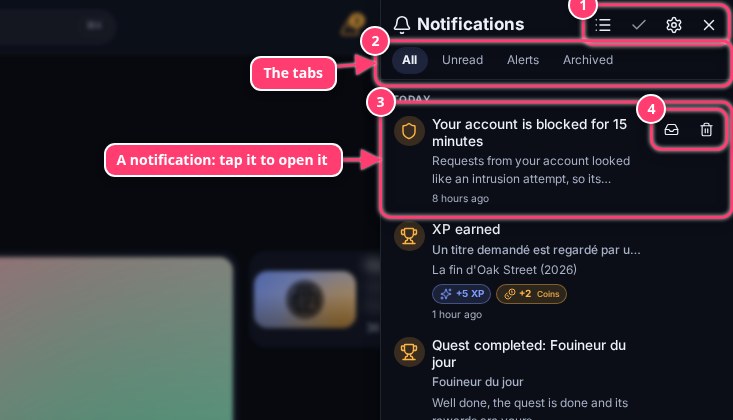 1
Notifications
2
The tabs
All
Unread
Alerts
Archived
TODAY
3
4
Your account is blocked for 15
minutes
A notification: tap it to open it
Requests from your account looked
like an intrusion attempt, so its...
8 hours ago
XP earned
Un titre demandé est regardé par u...
La fin d'Oak Street (2026)
+5 XP
+2 Coins
1 hour ago
Quest completed: Fouineur du
jour
Fouineur du jour
Well done, the quest is done and its